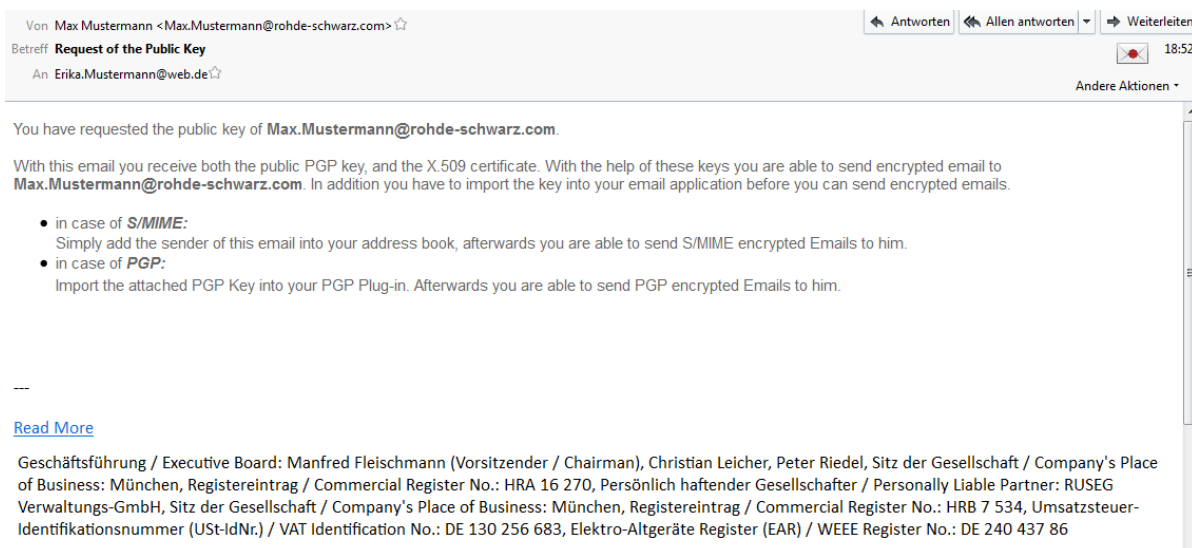 Von Max Mustermann <Max.Mustermann@rohde-schwarz.com>
Antworten Allen antworten Weiterleiten
Betreff Request of the Public Key
18:52
An Erika.Mustermann@web.de
Andere Aktionen
You have requested the public key of Max.Mustermann@rohde-schwarz.com.
With this email you receive both the public PGP key, and the X.509 certificate. With the help of these keys you are able to send encrypted email to
Max.Mustermann@rohde-schwarz.com. In addition you have to import the key into your email application before you can send encrypted emails.
● in case of S/MIME:
Simply add the sender of this email into your address book, afterwards you are able to send S/MIME encrypted Emails to him.
● in case of PGP:
Import the attached PGP Key into your PGP Plug-in. Afterwards you are able to send PGP encrypted Emails to him.
---
Read More
Geschäftsführung / Executive Board: Manfred Fleischmann (Vorsitzender / Chairman), Christian Leicher, Peter Riedel, Sitz der Gesellschaft / Company's Place
of Business: München, Registereintrag / Commercial Register No.: HRA 16 270, Persönlich haftender Gesellschafter / Personally Liable Partner: RUSEG
Verwaltungs-GmbH, Sitz der Gesellschaft / Company's Place of Business: München, Registereintrag / Commercial Register No.: HRB 7 534, Umsatzsteuer-
Identifikationsnummer (USt-IdNr.) / VAT Identification No.: DE 130 256 683, Elektro-Altgeräte Register (EAR) / WEEE Register No.: DE 240 437 86